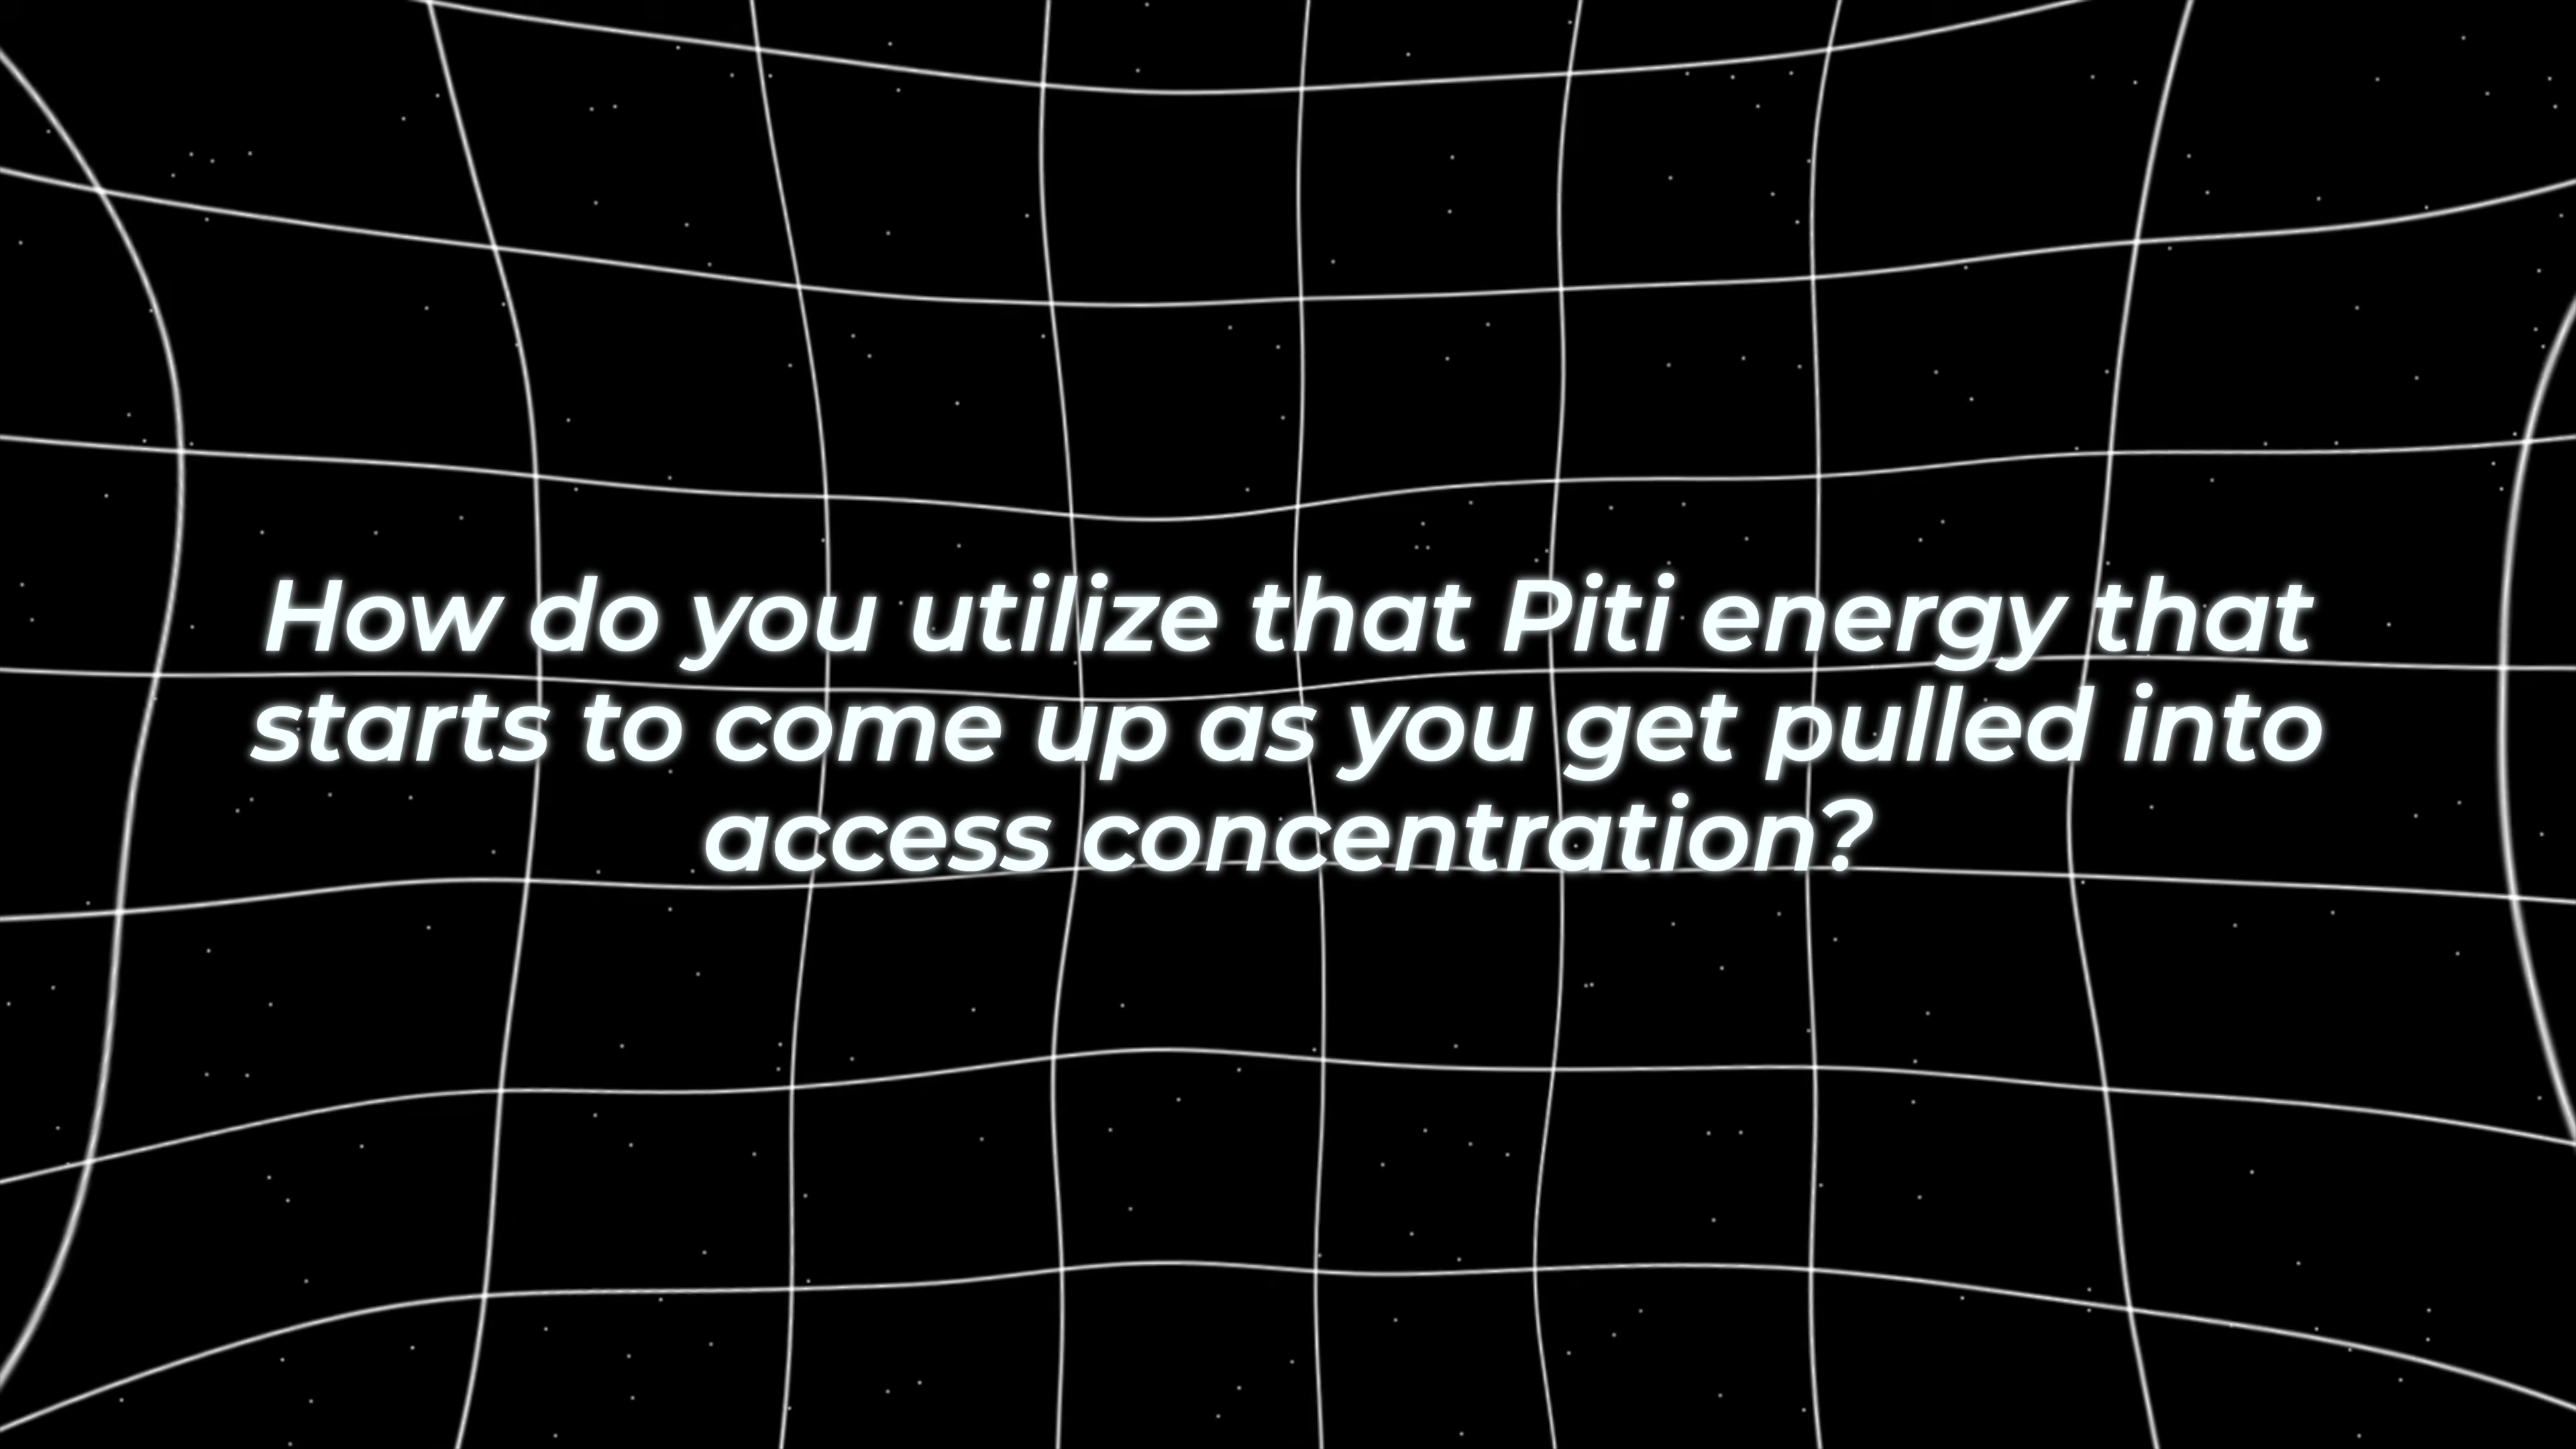 How do you utilize that Piti energy that
starts to come up as you get pulled into
access concentration?